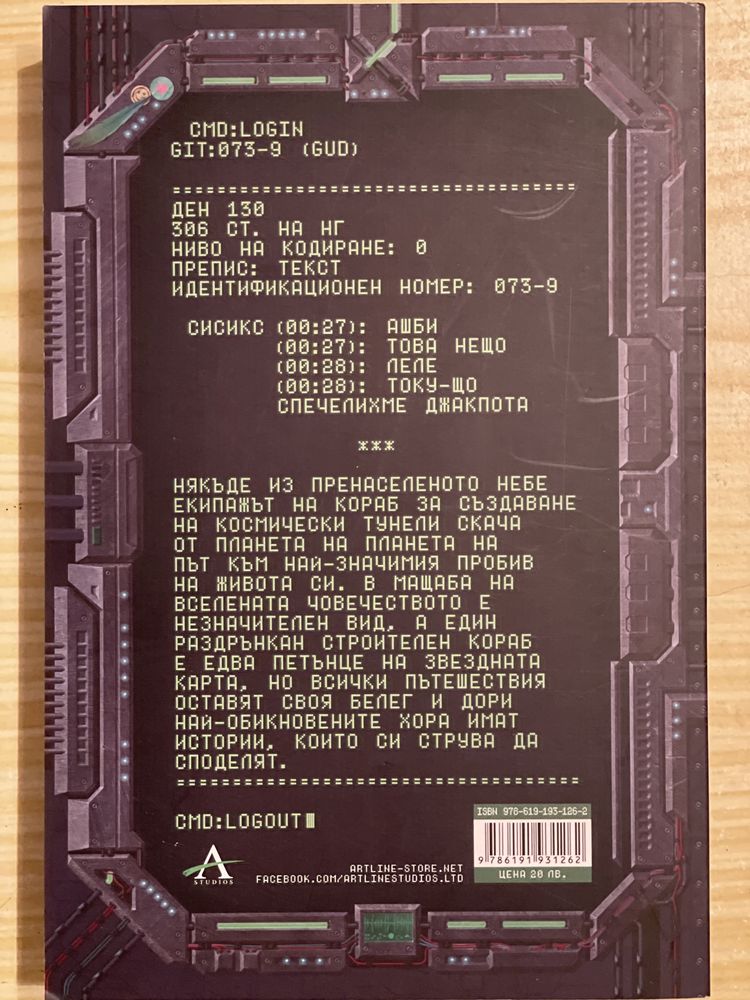 CMD:LOGIN
GIT:073-9 (GUD)
ДЕН 130
306 СТ. НА НГ
НИВО НА КОДИРАНЕ: 0
ПРЕПИС: ТЕКСТ
ИДЕНТИФИКАЦИОНЕН НОМЕР: 073-9
СИСИКС (00:27): АШБИ
(00:27): ТОВА НЕЩО
(00:28): ЛЕЛЕ
(00:28): ТОКУ-ЩО
СПЕЧЕЛИХМЕ ДЖАКПОТА
***
НЯКЪДЕ ИЗ ПРЕНАСЕЛЕНОТО НЕБЕ
ЕКИПАЖЪТ НА КОРАБ ЗА СЪЗДАВАНЕ
НА КОСМИЧЕСКИ ТУНЕЛИ СКАЧА
ОТ ПЛАНЕТА НА ПЛАНЕТА НА
ПЪТ КЪМ НАЙ-ЗНАЧИМИЯ ПРОБИВ
НА ЖИВОТА СИ. В МАЩАБА НА
ВСЕЛЕНАТА ЧОВЕЧЕСТВОТО Е
НЕЗНАЧИТЕЛЕН ВИД, А ЕДИН
РАЗДРЪНКАН СТРОИТЕЛЕН КОРАБ
Е ЕДВА ПЕТЪНЦЕ НА ЗВЕЗДНАТА
КАРТА, НО ВСИЧКИ ПЪТЕШЕСТВИЯ
ОСТАВЯТ СВОЯ БЕЛЕГ И ДОРИ
НАЙ-ОБИКНОВЕНИТЕ ХОРА ИМАТ
ИСТОРИИ, КОИТО СИ СТРУВА ДА
СПОДЕЛЯТ.
CMD:LOGOUT
ISBN 978-619-193-126-2
9 786191 931262
ЦЕНА 20 ЛВ.
A
STUDIOS
ARTLINE-STORE.NET
FACEBOOK.COM/ARTLINESTUDIOS.LTD